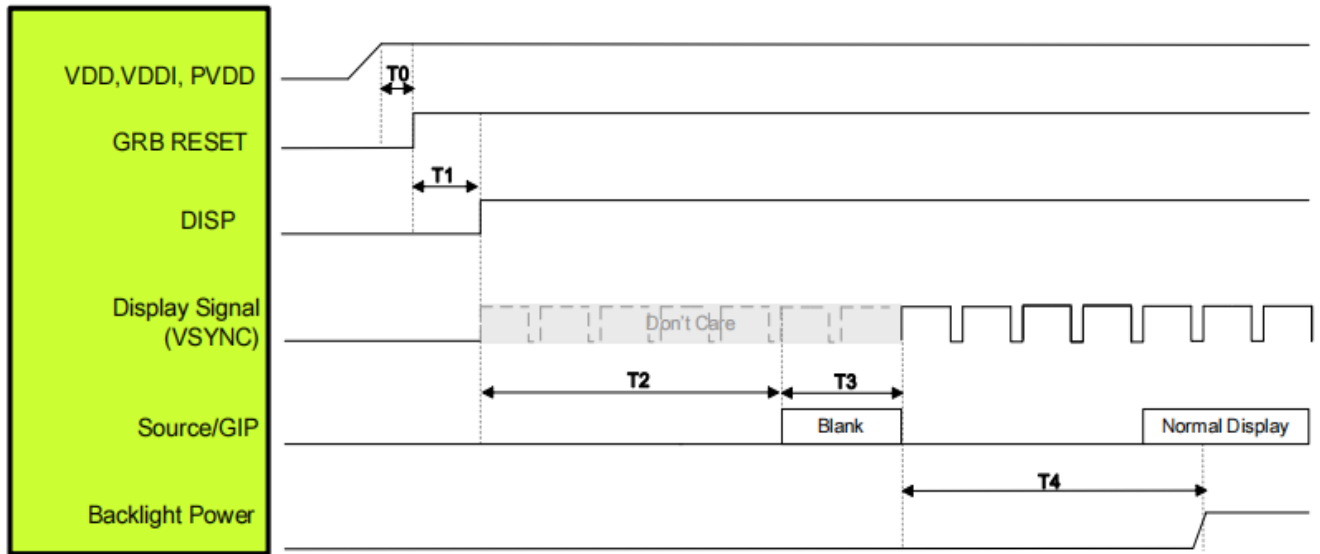 VDD,VDDI, PVDD
T0
GRB RESET
T1
DISP
Display Signal
(VSYNC)
Don't Care
T2
T3
Source/GIP
Blank
Normal Display
T4
Backlight Power